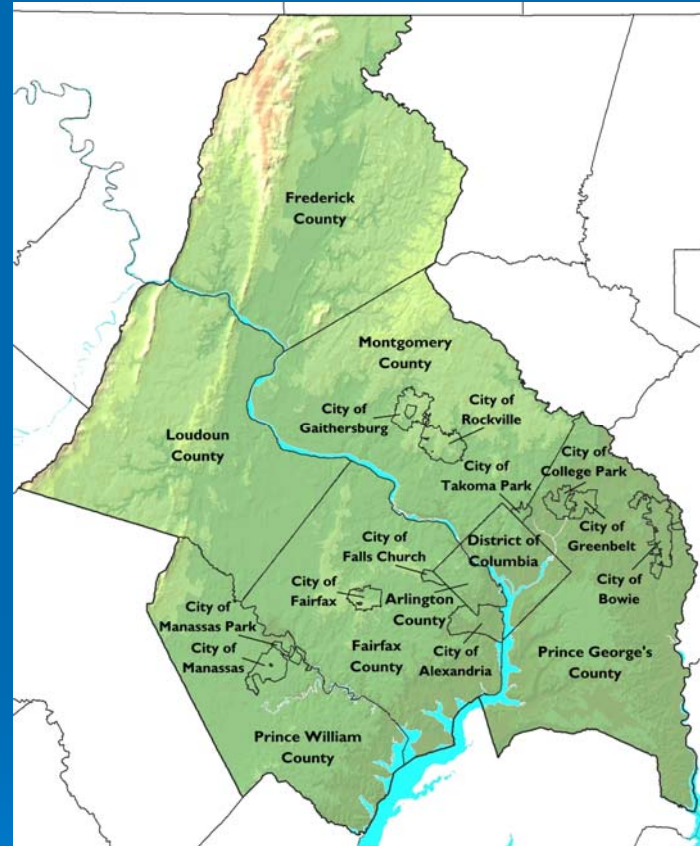 Frederick
County
Montgomery
County
City of
Gaithersburg
City of
Rockville
Loudoun
County
City of
Takoma Park
City of
College Park
City of
Greenbelt
City of
Bowie
District of
Columbia
City of
Falls Church
City of
Fairfax
Arlington
County
City of
Manassas Park
City of
Manassas
Fairfax
County
City of
Alexandria
Prince George's
County
Prince William
County